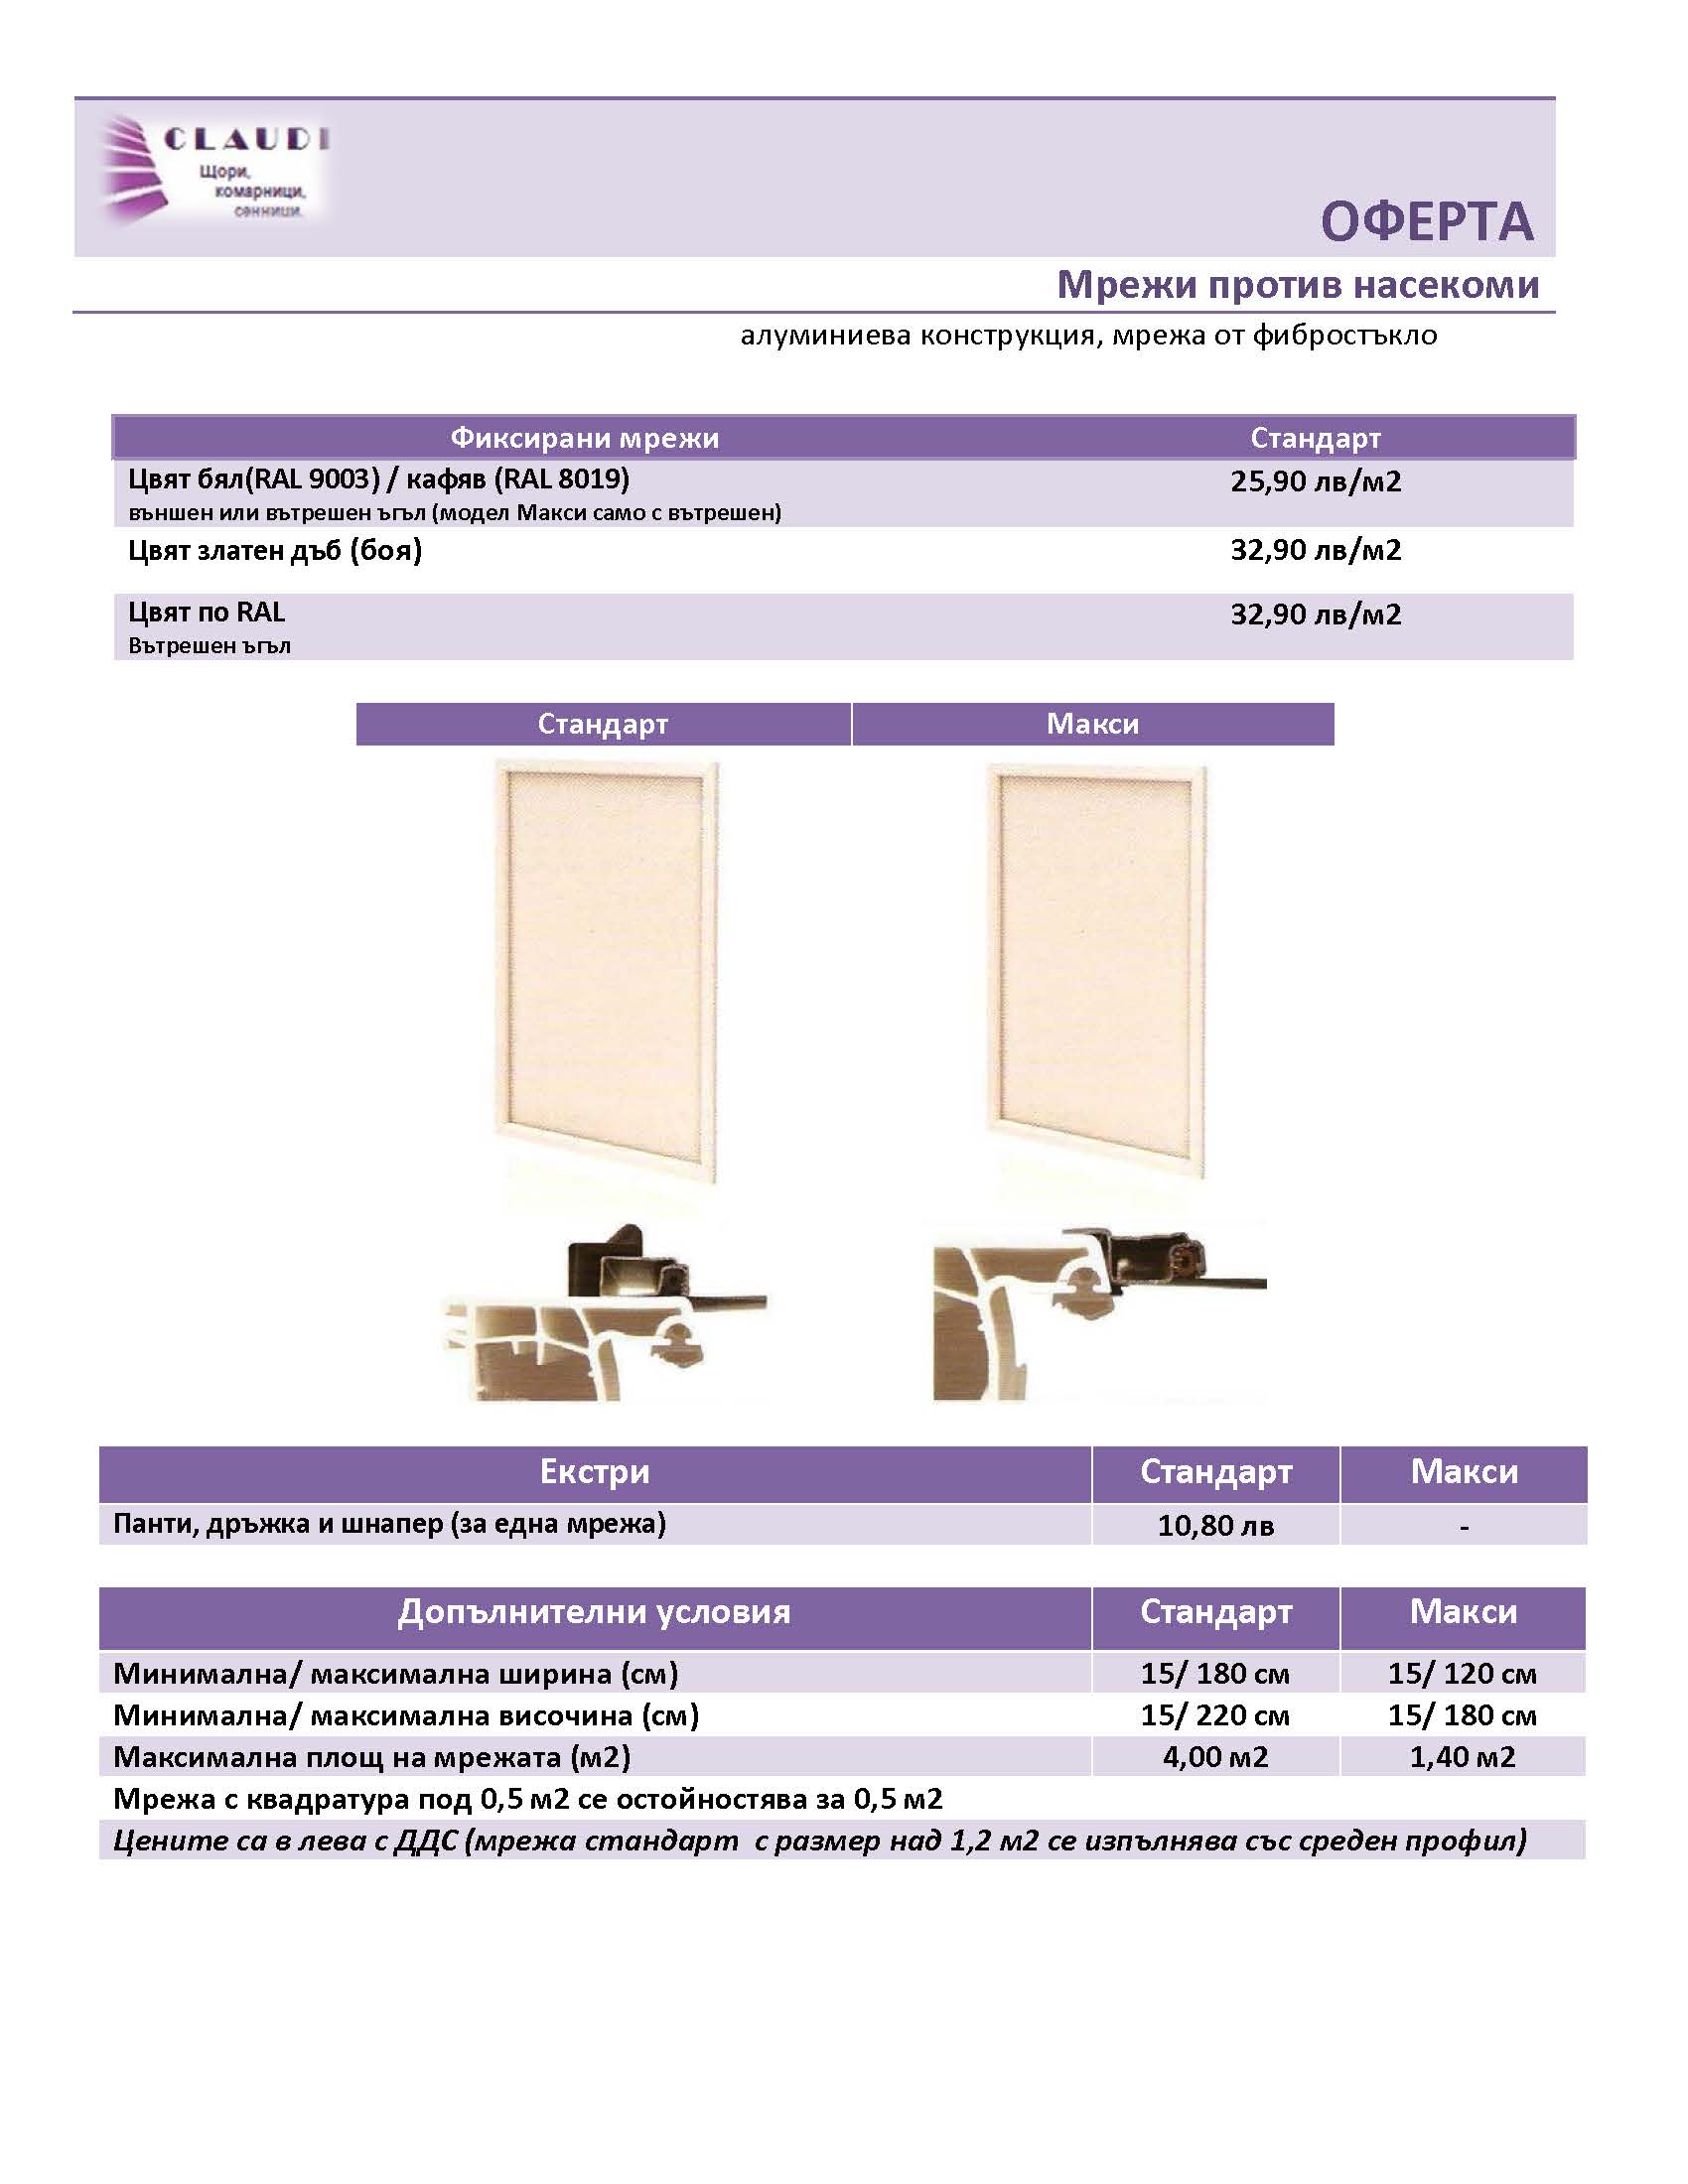 CLAUDI
Щори,
комарници,
сенници.
ОФЕРТА
Мрежи против насекоми
алуминиева конструкция, мрежа от фибростъкло
Фиксирани мрежи Стандарт
Цвят бял(RAL 9003) / кафяв (RAL 8019) 25,90 лв/м2
външен или вътрешен ъгъл (модел Макси само с вътрешен)
Цвят златен дъб (боя) 32,90 лв/м2
Цвят по RAL 32,90 лв/м2
Вътрешен ъгъл
Стандарт Макси
Екстри Стандарт Макси
Панти, дръжка и шнапер (за една мрежа) 10,80 лв -
Допълнителни условия Стандарт Макси
Минимална/ максимална ширина (см) 15/ 180 см 15/ 120 см
Минимална/ максимална височина (см) 15/ 220 см 15/ 180 см
Максимална площ на мрежата (м2) 4,00 м2 1,40 м2
Мрежа с квадратура под 0,5 м2 се остойностява за 0,5 м2
Цените са в лева с ДДС (мрежа стандарт с размер над 1,2 м2 се изпълнява със среден профил)